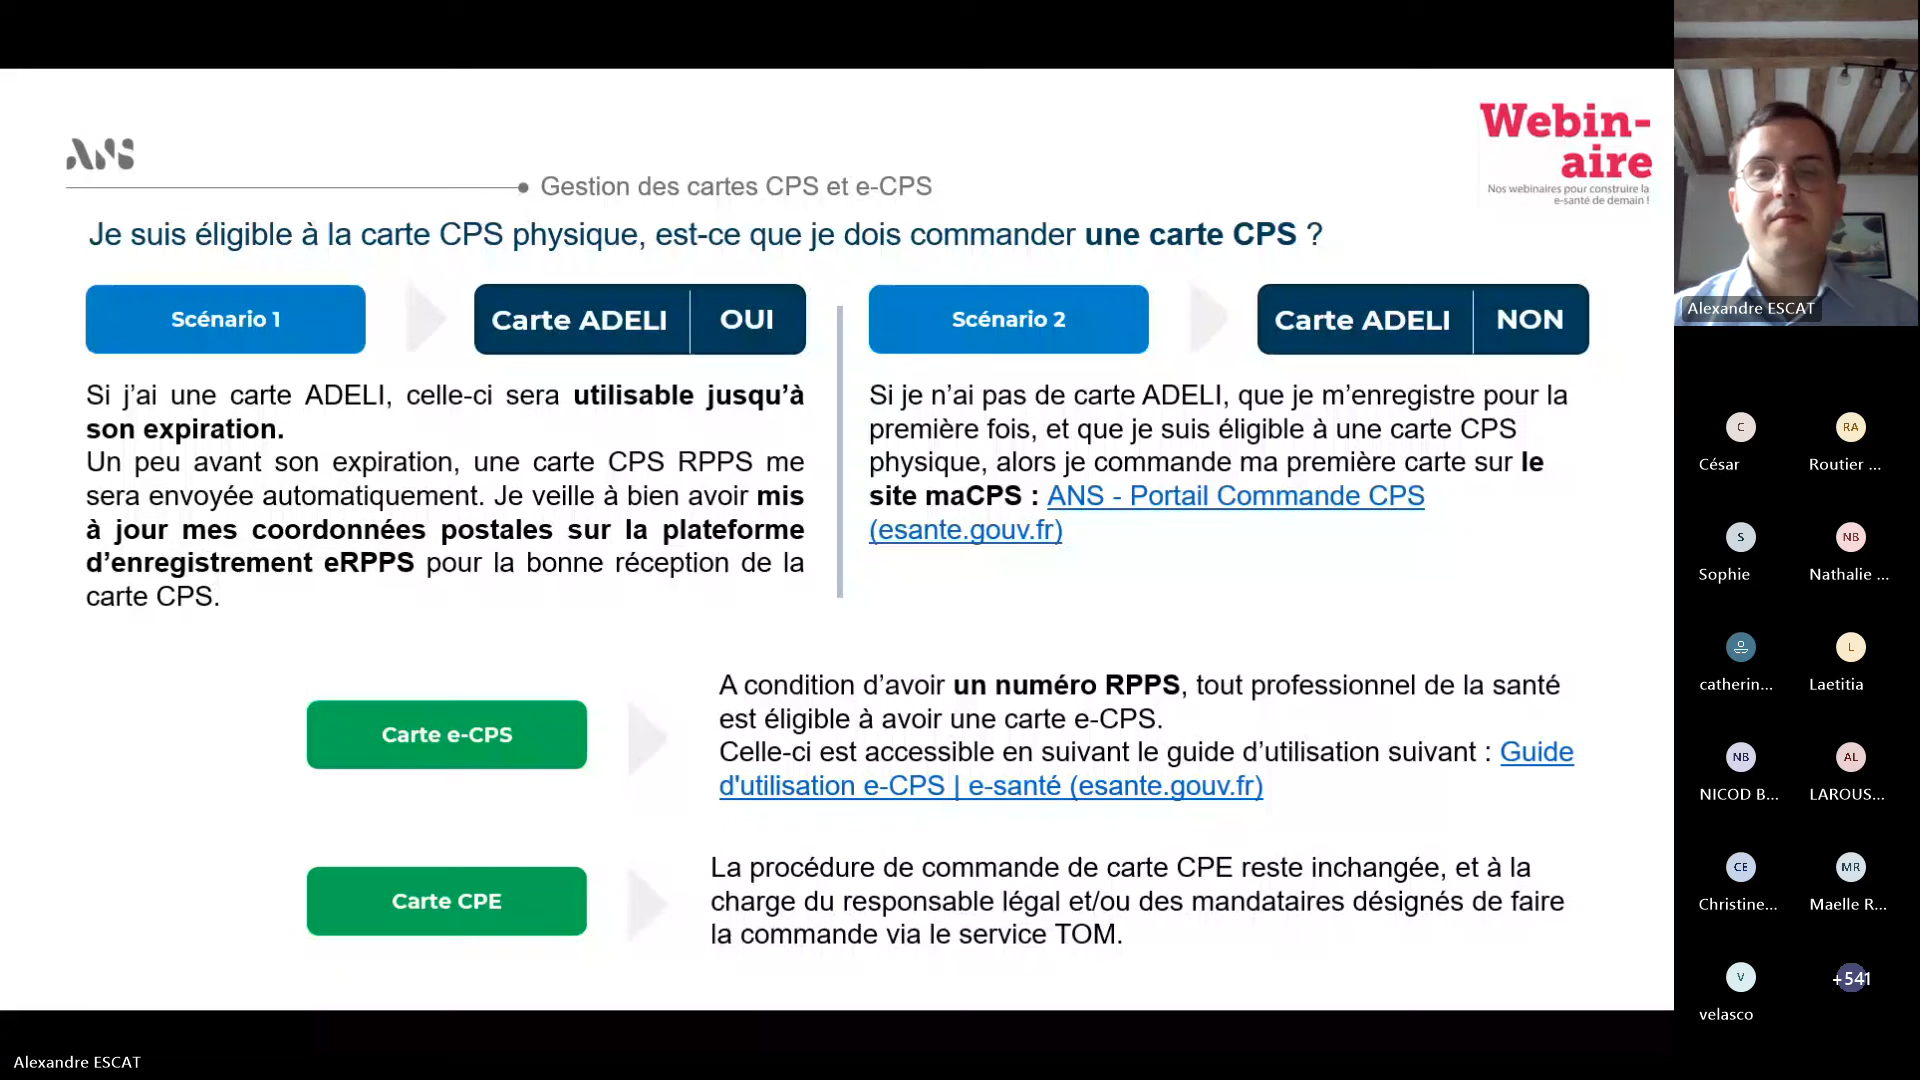 ANS
Webin-
aire
Nos webinaires pour construire la
e-santé de demain !
Gestion des cartes CPS et e-CPS
Je suis éligible à la carte CPS physique, est-ce que je dois commander une carte CPS ?
Scénario 1
Carte ADELI OUI
Si j’ai une carte ADELI, celle-ci sera utilisable jusqu’à
son expiration.
Un peu avant son expiration, une carte CPS RPPS me
sera envoyée automatiquement. Je veille à bien avoir mis
à jour mes coordonnées postales sur la plateforme
d’enregistrement eRPPS pour la bonne réception de la
carte CPS.
Scénario 2
Carte ADELI NON
Si je n’ai pas de carte ADELI, que je m’enregistre pour la
première fois, et que je suis éligible à une carte CPS
physique, alors je commande ma première carte sur le
site maCPS : ANS - Portail Commande CPS
(esante.gouv.fr)
Carte e-CPS
A condition d’avoir un numéro RPPS, tout professionnel de la santé
est éligible à avoir une carte e-CPS.
Celle-ci est accessible en suivant le guide d’utilisation suivant : Guide
d'utilisation e-CPS | e-santé (esante.gouv.fr)
Carte CPE
La procédure de commande de carte CPE reste inchangée, et à la
charge du responsable légal et/ou des mandataires désignés de faire
la commande via le service TOM.
Alexandre ESCAT
C
César
RA
Routier ...
S
Sophie
NB
Nathalie ...
catherin...
L
Laetitia
NB
NICOD B...
AL
LAROUS...
CE
Christine...
MR
Maelle R...
V
velasco
+541
Alexandre ESCAT